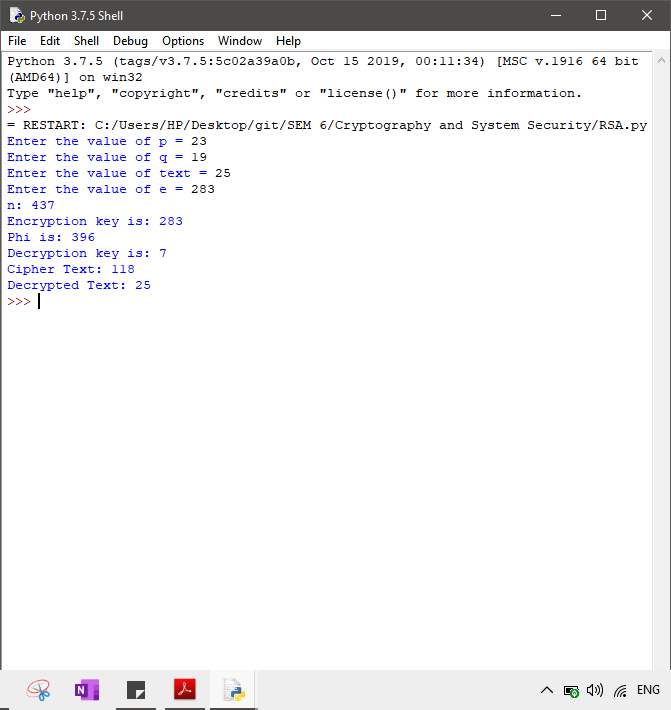 Python 3.7.5 Shell
File Edit Shell Debug Options Window Help
Python 3.7.5 (tags/v3.7.5:5c02a39a0b, Oct 15 2019, 00:11:34) [MSC v.1916 64 bit
(AMD64)] on win32
Type "help", "copyright", "credits" or "license()" for more information.
>>>
= RESTART: C:/Users/HP/Desktop/git/SEM 6/Cryptography and System Security/RSA.py
Enter the value of p = 23
Enter the value of q = 19
Enter the value of text = 25
Enter the value of e = 283
n: 437
Encryption key is: 283
Phi is: 396
Decryption key is: 7
Cipher Text: 118
Decrypted Text: 25
>>>
N
ENG